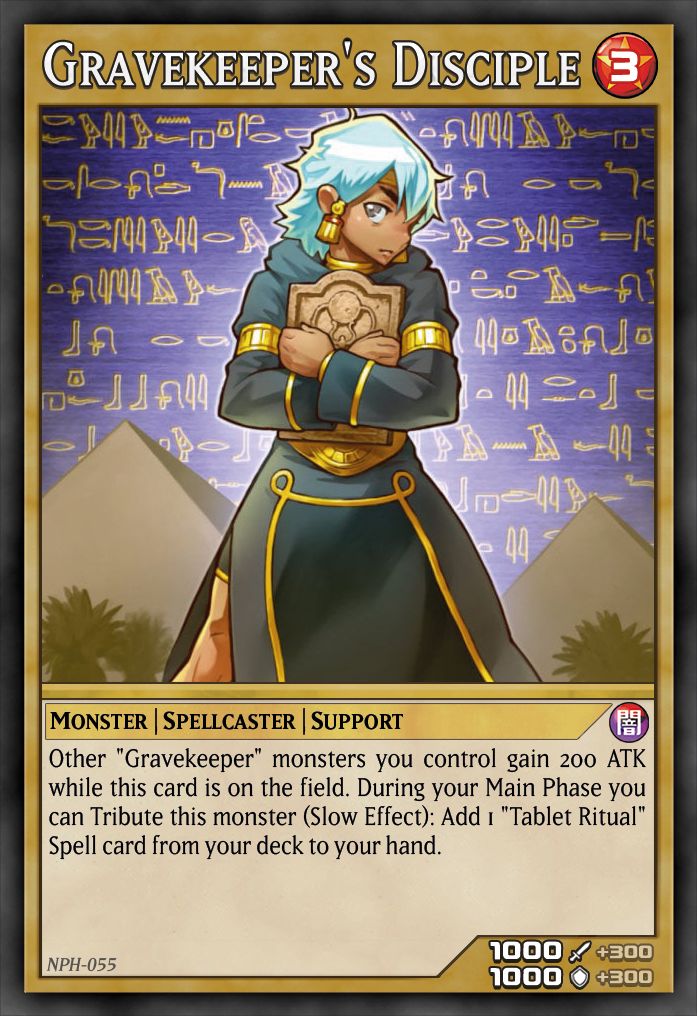 Gravekeeper's Disciple
3
Monster | Spellcaster | Support
闇
Other "Gravekeeper" monsters you control gain 200 ATK
while this card is on the field. During your Main Phase you
can Tribute this monster (Slow Effect): Add 1 "Tablet Ritual"
Spell card from your deck to your hand.
1000 +300
NPH-055
1000 +300